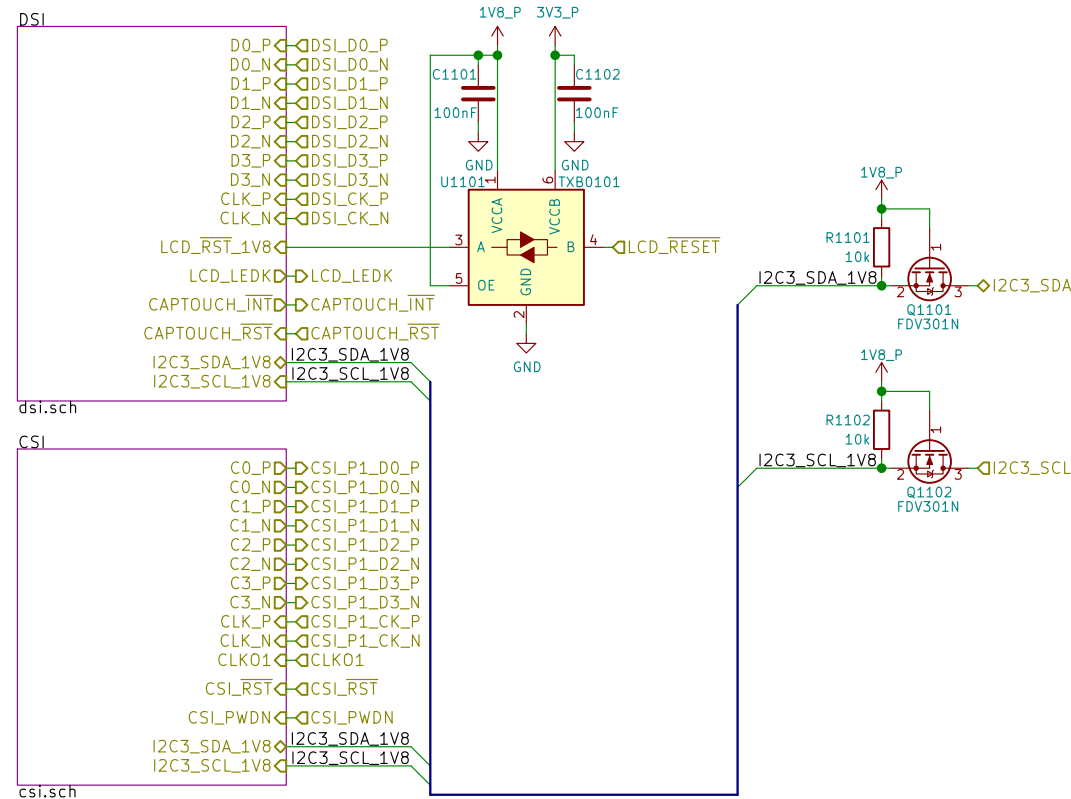 DSI
D0_P DSI_D0_P
D0_N DSI_D0_N
D1_P DSI_D1_P
D1_N DSI_D1_N
D2_P DSI_D2_P
D2_N DSI_D2_N
D3_P DSI_D3_P
D3_N DSI_D3_N
CLK_P DSI_CK_P
CLK_N DSI_CK_N
LCD_RST_1V8
LCD_LEDK LCD_LEDK
CAPTOUCH_INT CAPTOUCH_INT
CAPTOUCH_RST CAPTOUCH_RST
I2C3_SDA_1V8 I2C3_SDA_1V8
I2C3_SCL_1V8 I2C3_SCL_1V8
dsi.sch
1V8_P 3V3_P
C1101 C1102
100nF 100nF
GND GND
U1101 1 6 TXB0101
VCCA VCCB
3 A B 4 LCD_RESET
5 OE GND
2
GND
1V8_P
R1101
10k
1
I2C3_SDA_1V8 2 3 I2C3_SDA
Q1101
FDV301N
1V8_P
R1102
10k
1
I2C3_SCL_1V8 2 3 I2C3_SCL
Q1102
FDV301N
CSI
C0_P CSI_P1_D0_P
C0_N CSI_P1_D0_N
C1_P CSI_P1_D1_P
C1_N CSI_P1_D1_N
C2_P CSI_P1_D2_P
C2_N CSI_P1_D2_N
C3_P CSI_P1_D3_P
C3_N CSI_P1_D3_N
CLK_P CSI_P1_CK_P
CLK_N CSI_P1_CK_N
CLKO1 CLKO1
CSI_RST CSI_RST
CSI_PWDN CSI_PWDN
I2C3_SDA_1V8 I2C3_SDA_1V8
I2C3_SCL_1V8 I2C3_SCL_1V8
csi.sch